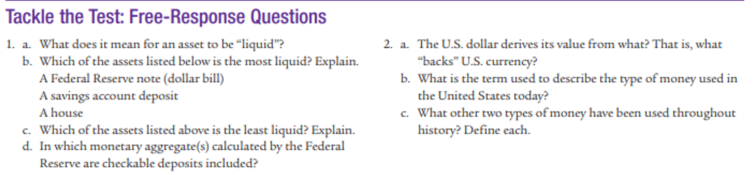 Tackle the Test: Free-Response Questions
1. a. What does it mean for an asset to be “liquid”?
b. Which of the assets listed below is the most liquid? Explain.
A Federal Reserve note (dollar bill)
A savings account deposit
A house
c. Which of the assets listed above is the least liquid? Explain.
d. In which monetary aggregate(s) calculated by the Federal
Reserve are checkable deposits included?
2. a. The U.S. dollar derives its value from what? That is, what
“backs” U.S. currency?
b. What is the term used to describe the type of money used in
the United States today?
c. What other two types of money have been used throughout
history? Define each.